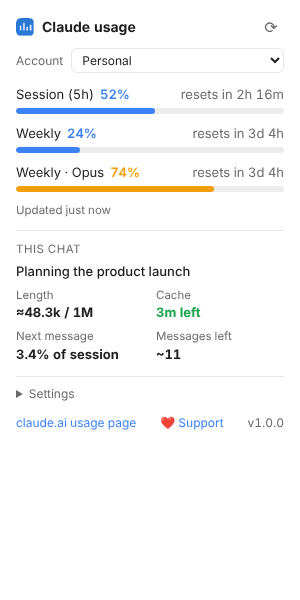 Claude usage
Account Personal
Session (5h) 52% resets in 2h 16m
Weekly 24% resets in 3d 4h
Weekly · Opus 74% resets in 3d 4h
Updated just now
THIS CHAT
Planning the product launch
Length Cache
≈48.3k / 1M 3m left
Next message Messages left
3.4% of session ~11
Settings
claude.ai usage page ❤️ Support v1.0.0